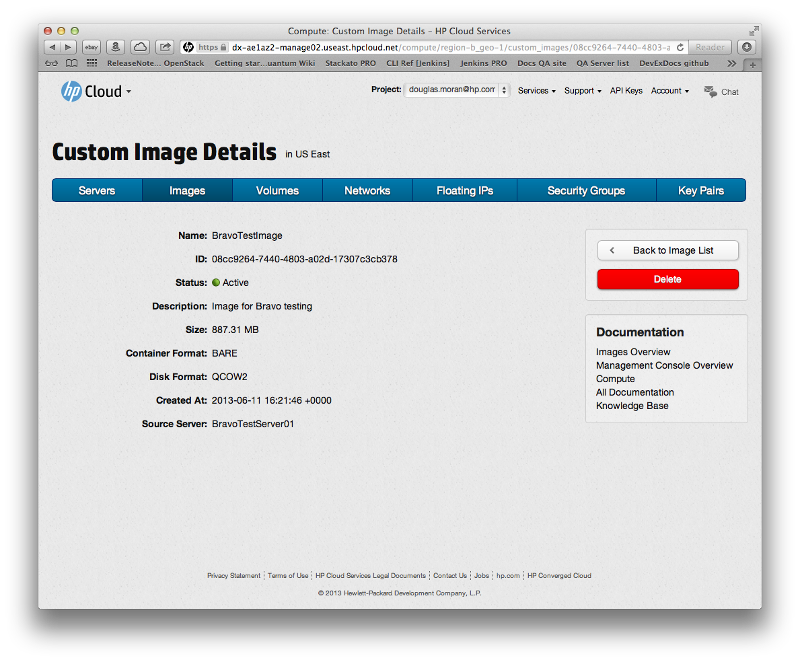 Compute: Custom Image Details – HP Cloud Services
ebay
https dx-ae1az2-manage02.useast.hpcloud.net/compute/region-b_geo-1/custom_images/08cc9264-7440-4803-a
Reader
ReleaseNote... OpenStack Getting star...uantum Wiki Stackato PRO CLI Ref [Jenkins] Jenkins PRO Docs QA site QA Server list DevExDocs github
hp Cloud
Project: douglas.moran@hp.com Services Support API Keys Account Chat
Custom Image Details in US East
Servers Images Volumes Networks Floating IPs Security Groups Key Pairs
Name: BravoTestImage
ID: 08cc9264-7440-4803-a02d-17307c3cb378
Status: Active
Description: Image for Bravo testing
Size: 887.31 MB
Container Format: BARE
Disk Format: QCOW2
Created At: 2013-06-11 16:21:46 +0000
Source Server: BravoTestServer01
Back to Image List
Delete
Documentation
Images Overview
Management Console Overview
Compute
All Documentation
Knowledge Base
Privacy Statement Terms of Use HP Cloud Services Legal Documents Contact Us Jobs hp.com HP Converged Cloud
© 2013 Hewlett-Packard Development Company, L.P.